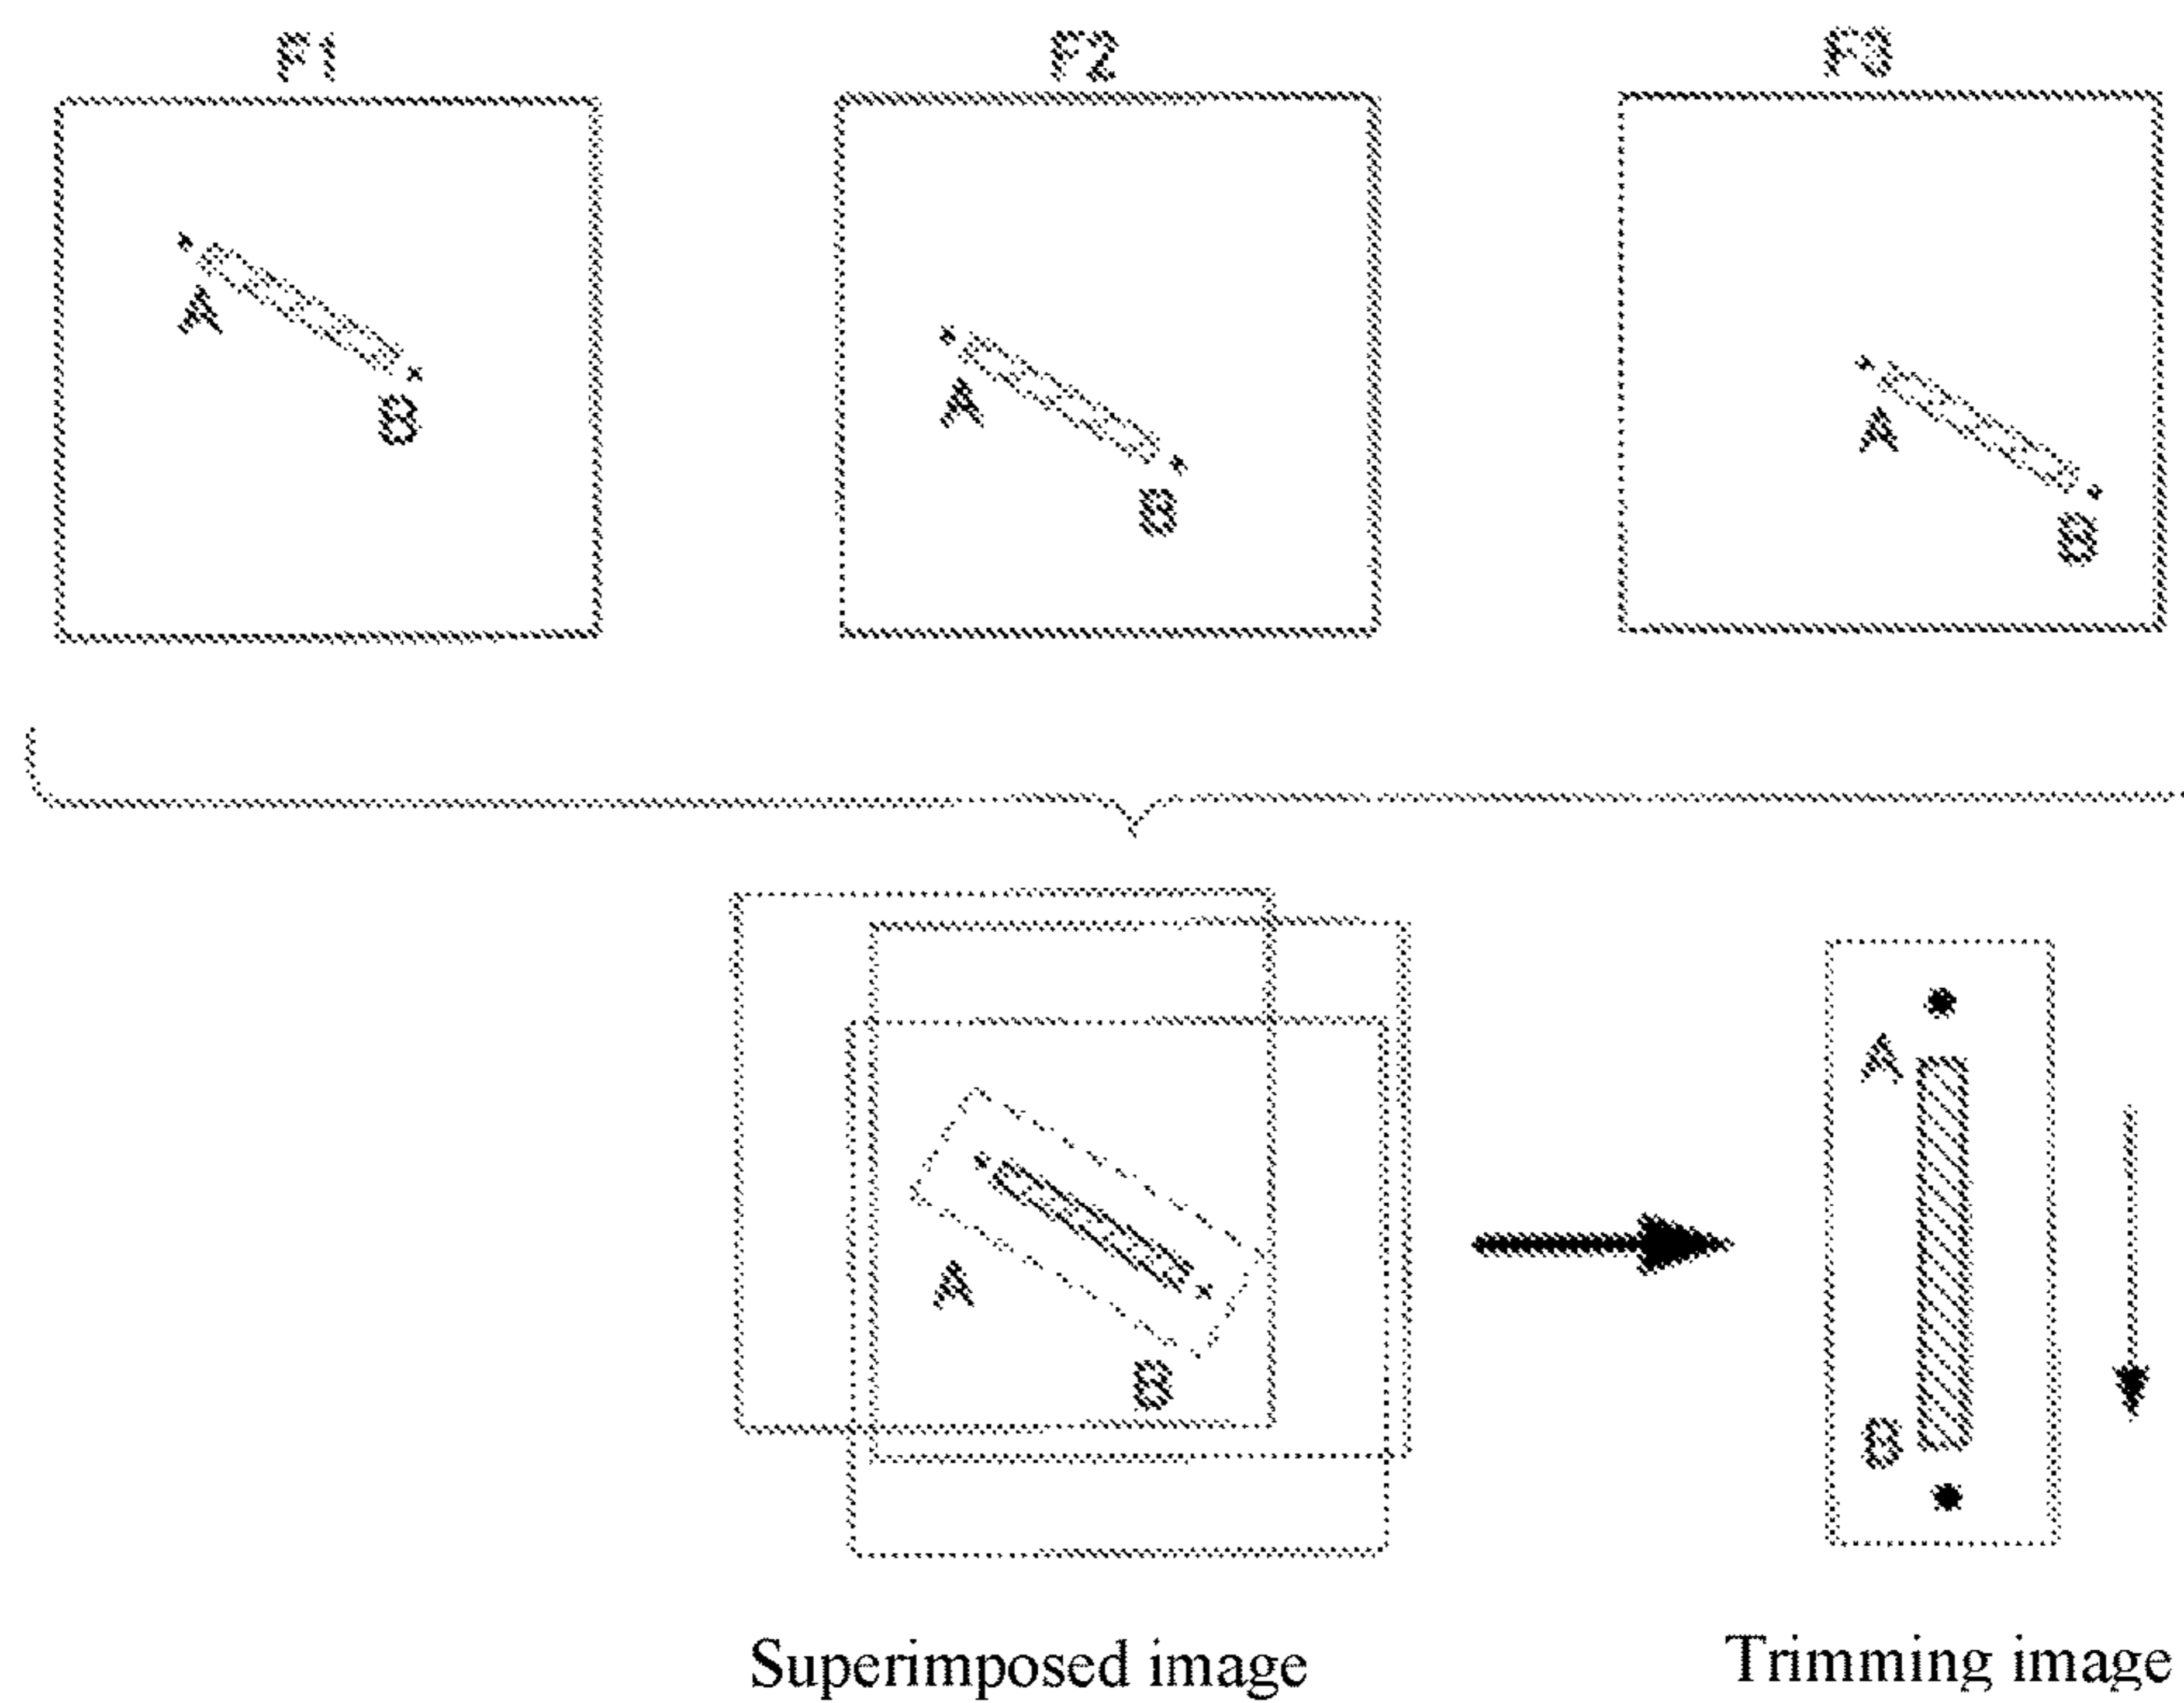 F1 F2 F3
A A A
B B B
A A
B B
Superimposed image Trimming image